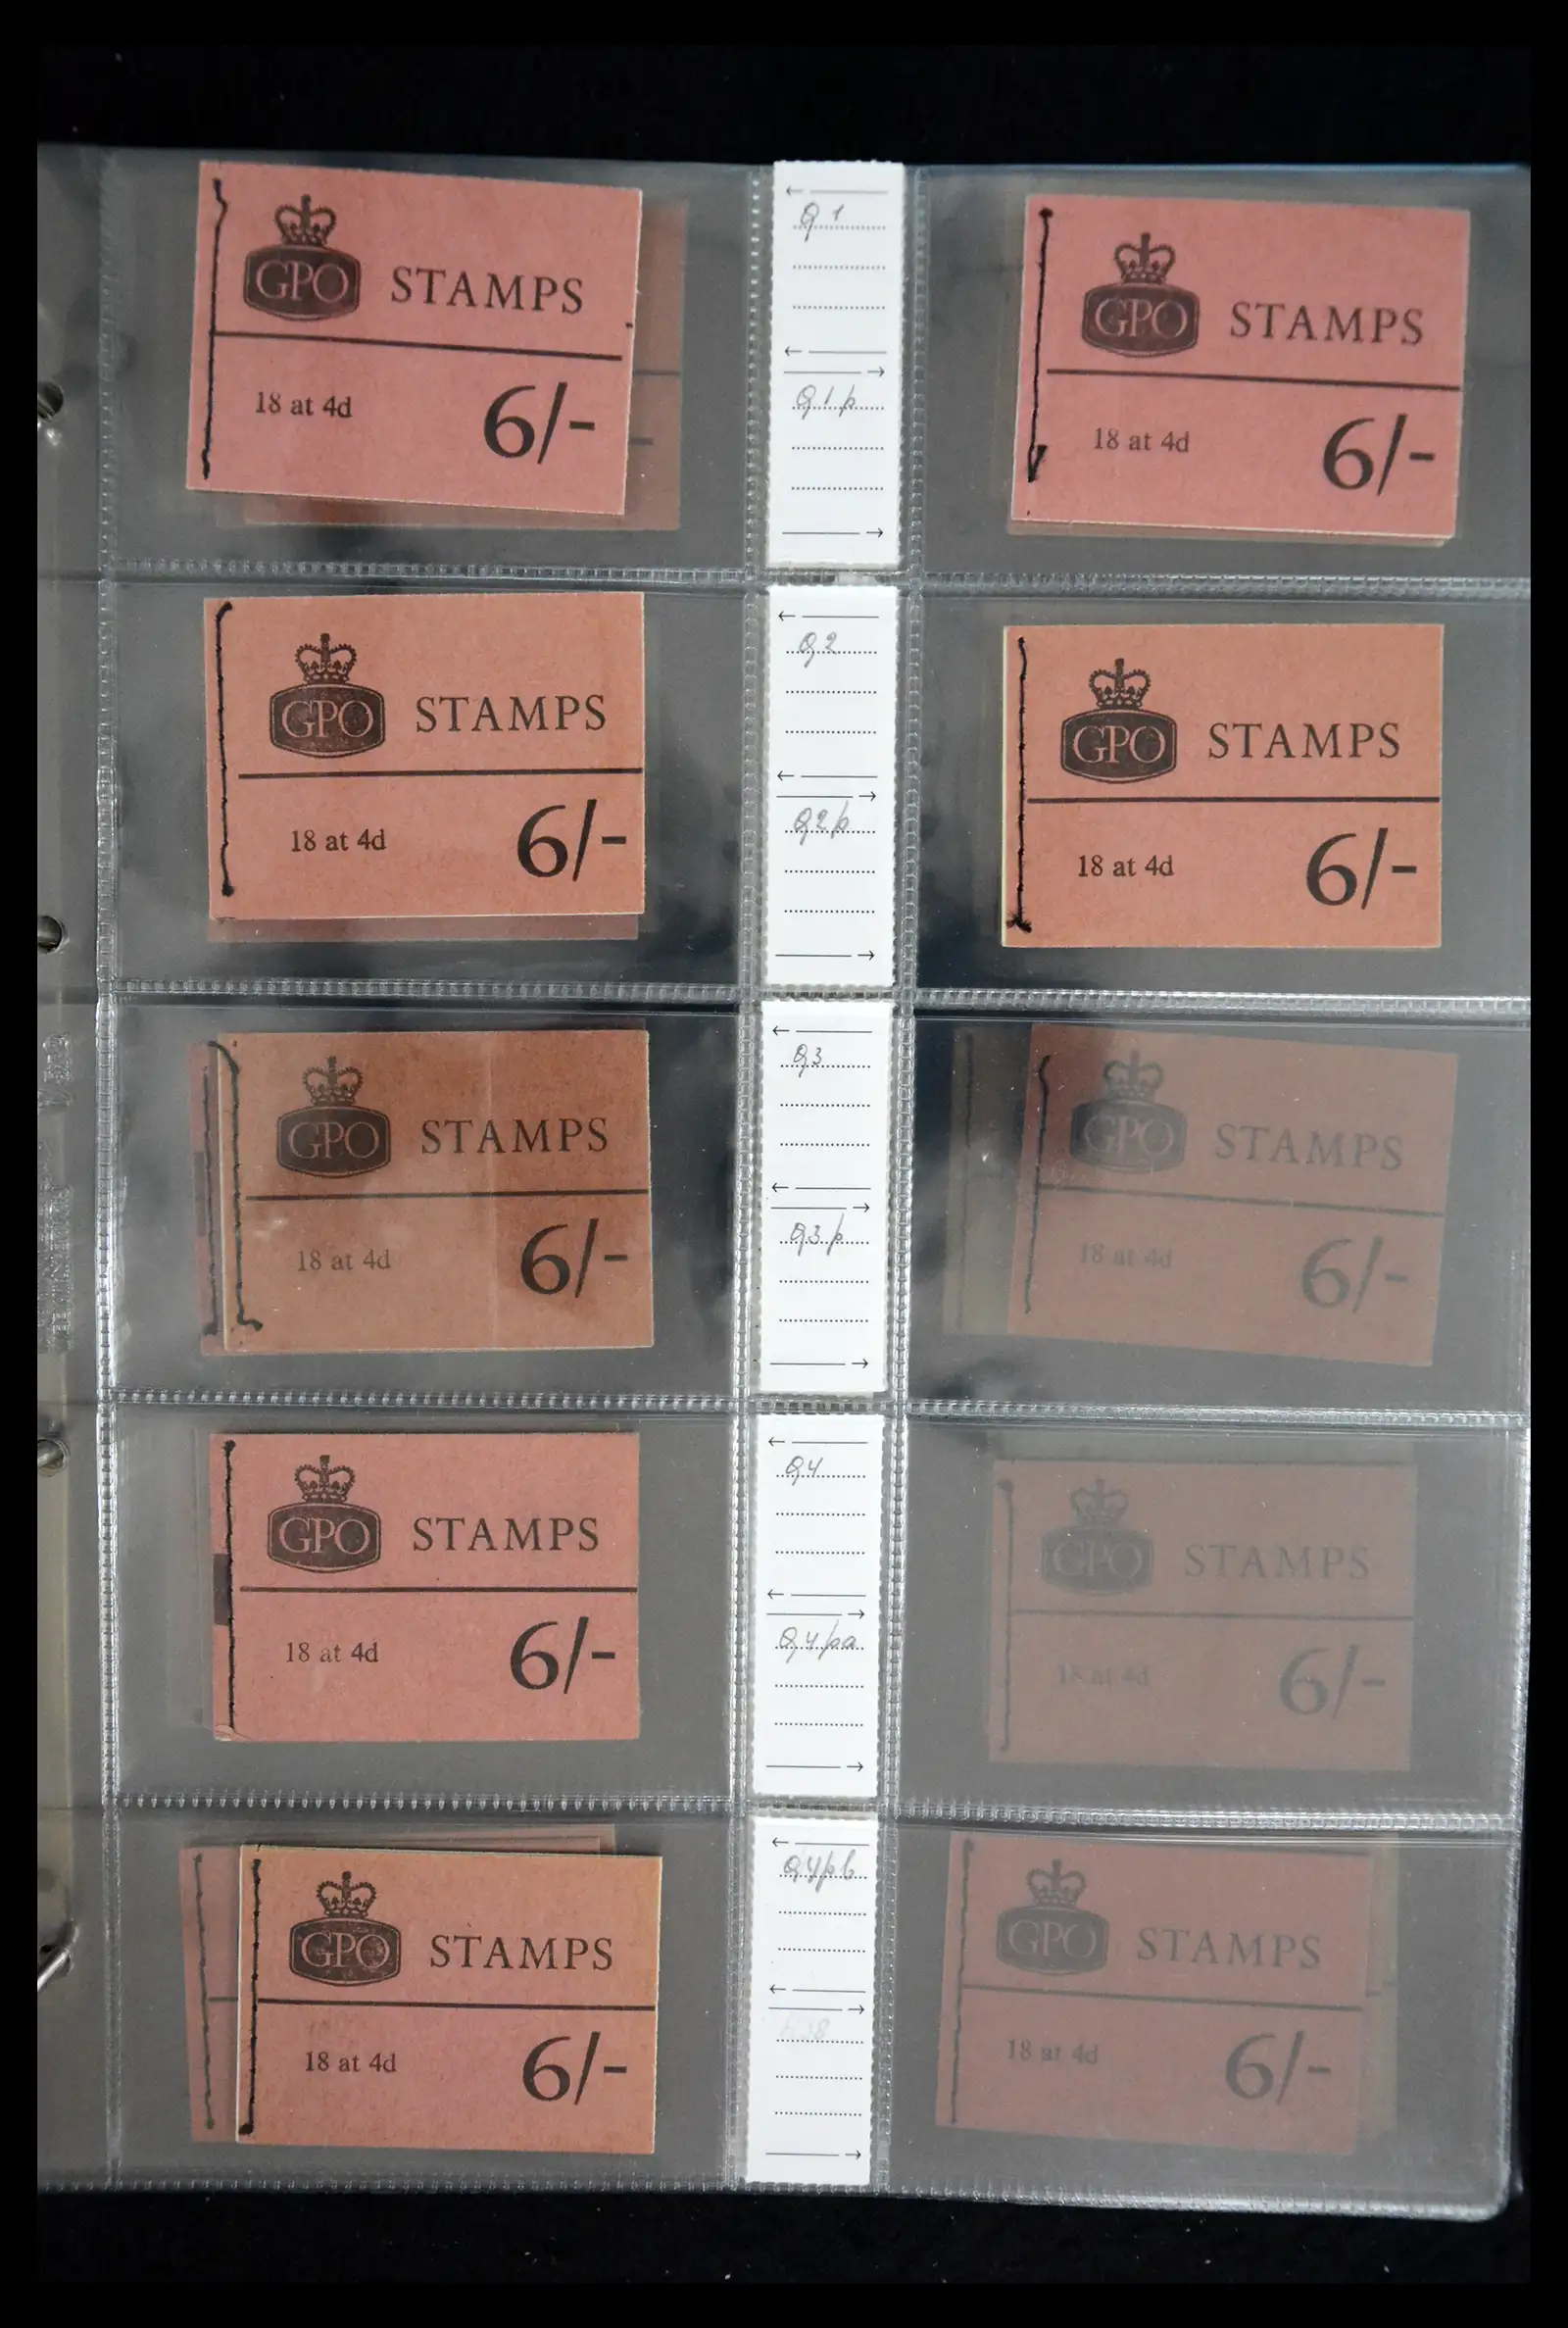 GPO STAMPS
18 at 4d 6/-
Q1
Q1p
GPO STAMPS
18 at 4d 6/-
GPO STAMPS
18 at 4d 6/-
Q2
Q2p
GPO STAMPS
18 at 4d 6/-
GPO STAMPS
18 at 4d 6/-
Q3
Q3p
GPO STAMPS
18 at 4d 6/-
GPO STAMPS
18 at 4d 6/-
Q4
Q4pa
GPO STAMPS
18 at 4d 6/-
GPO STAMPS
18 at 4d 6/-
Q4pb
GPO STAMPS
18 at 4d 6/-